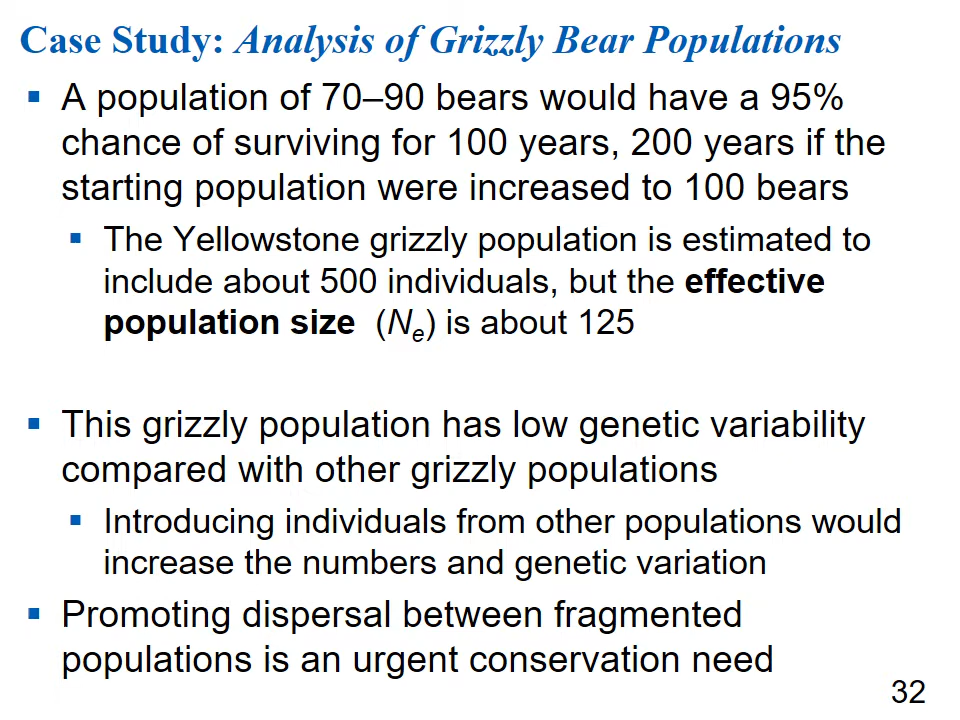 Case Study: Analysis of Grizzly Bear Populations
▪ A population of 70–90 bears would have a 95%
chance of surviving for 100 years, 200 years if the
starting population were increased to 100 bears
▪ The Yellowstone grizzly population is estimated to
include about 500 individuals, but the effective
population size (Ne) is about 125
▪ This grizzly population has low genetic variability
compared with other grizzly populations
▪ Introducing individuals from other populations would
increase the numbers and genetic variation
▪ Promoting dispersal between fragmented
populations is an urgent conservation need
32